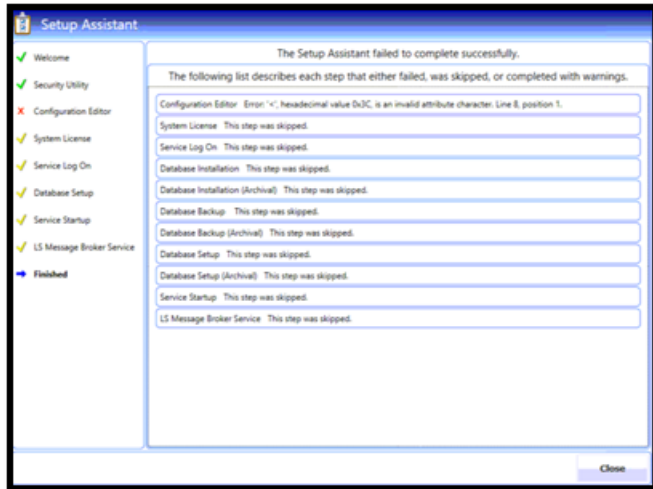 Setup Assistant
Welcome
Security Utility
Configuration Editor
System License
Service Log On
Database Setup
Service Startup
LS Message Broker Service
Finished
The Setup Assistant failed to complete successfully.
The following list describes each step that either failed, was skipped, or completed with warnings.
Configuration Editor Error: '<', hexadecimal value 0x3C, is an invalid attribute character. Line 8, position 1.
System License This step was skipped.
Service Log On This step was skipped.
Database Installation This step was skipped.
Database Installation (Archival) This step was skipped.
Database Backup This step was skipped.
Database Backup (Archival) This step was skipped.
Database Setup This step was skipped.
Database Setup (Archival) This step was skipped.
Service Startup This step was skipped.
LS Message Broker Service This step was skipped.
Close